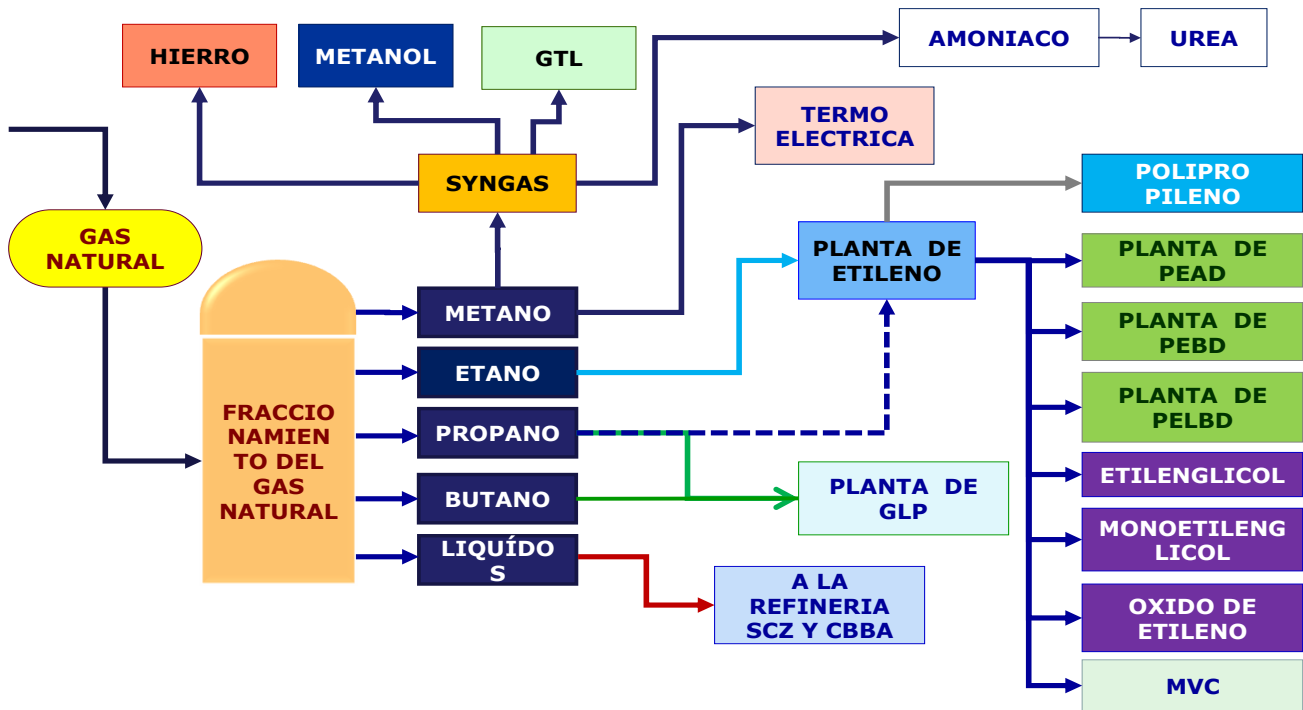 HIERRO
METANOL
GTL
AMONIACO
UREA
TERMO
ELECTRICA
SYNGAS
POLIPRO
PILENO
GAS
NATURAL
PLANTA DE
ETILENO
PLANTA DE
PEAD
METANO
PLANTA DE
PEBD
ETANO
PLANTA DE
PELBD
FRACCIO
NAMIEN
TO DEL
GAS
NATURAL
PROPANO
BUTANO
PLANTA DE
GLP
ETILENGLICOL
LIQUÍDO
S
MONOETILENG
LICOL
A LA
REFINERIA
SCZ Y CBBA
OXIDO DE
ETILENO
MVC